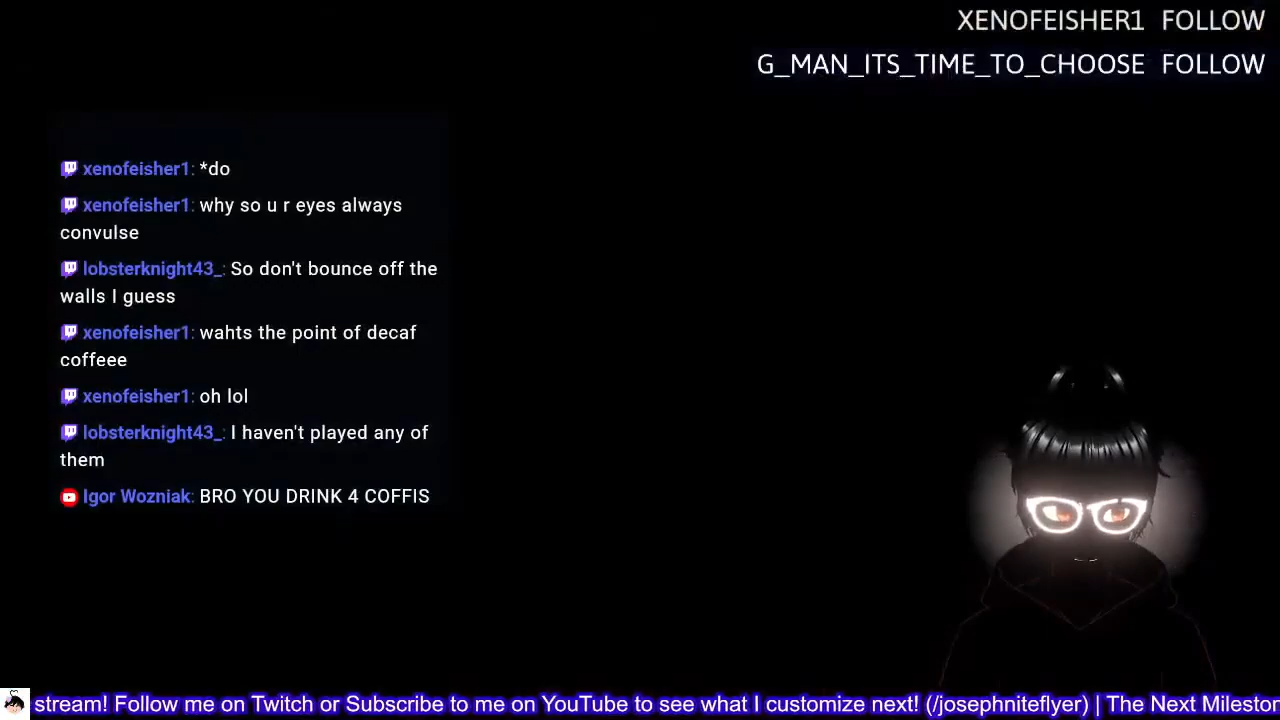 XENOFEISHER1 FOLLOW
G_MAN_ITS_TIME_TO_CHOOSE FOLLOW
xenofeisher1: *do
xenofeisher1: why so u r eyes always
convulse
lobsterknight43_: So don't bounce off the
walls I guess
xenofeisher1: wahts the point of decaf
coffeee
xenofeisher1: oh lol
lobsterknight43_: I haven't played any of
them
Igor Wozniak: BRO YOU DRINK 4 COFFIS
stream! Follow me on Twitch or Subscribe to me on YouTube to see what I customize next! (/josephniteflyer) | The Next Mileston